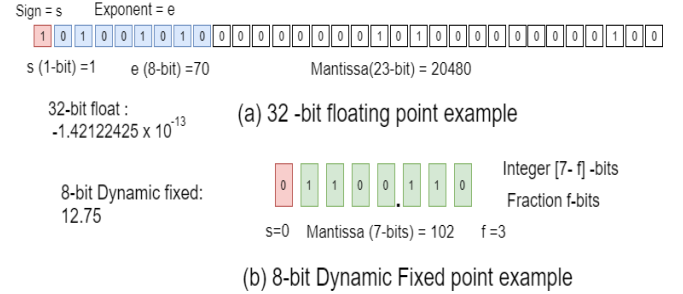 Sign = s Exponent = e
1 0 1 0 0 1 0 1 0 0 0 0 0 0 0 0 0 1 0 1 0 0 0 0 0 0 0 0 0 1 0 0
s (1-bit) =1 e (8-bit) =70 Mantissa(23-bit) = 20480
32-bit float :
-1.42122425 x 10-13
(a) 32 -bit floating point example
8-bit Dynamic fixed:
12.75
0 1 1 0 0 . 1 1 0
Integer [7- f] -bits
Fraction f-bits
s=0 Mantissa (7-bits) = 102 f =3
(b) 8-bit Dynamic Fixed point example